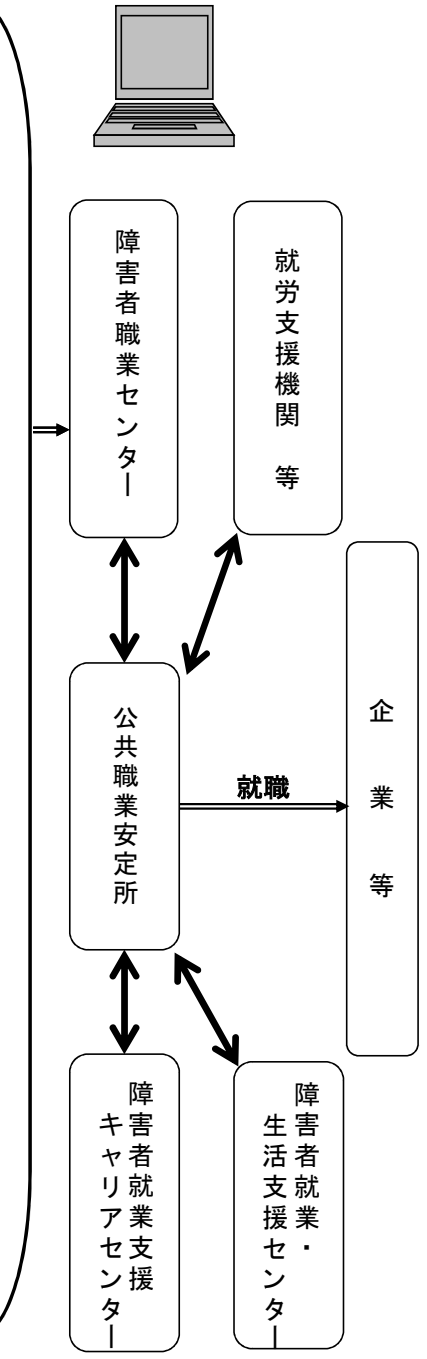 障害者職業センター
就労支援機関 等
公共職業安定所
就職
企業等
障害者就業支援
キャリアセンター
障害者就業・
生活支援センター